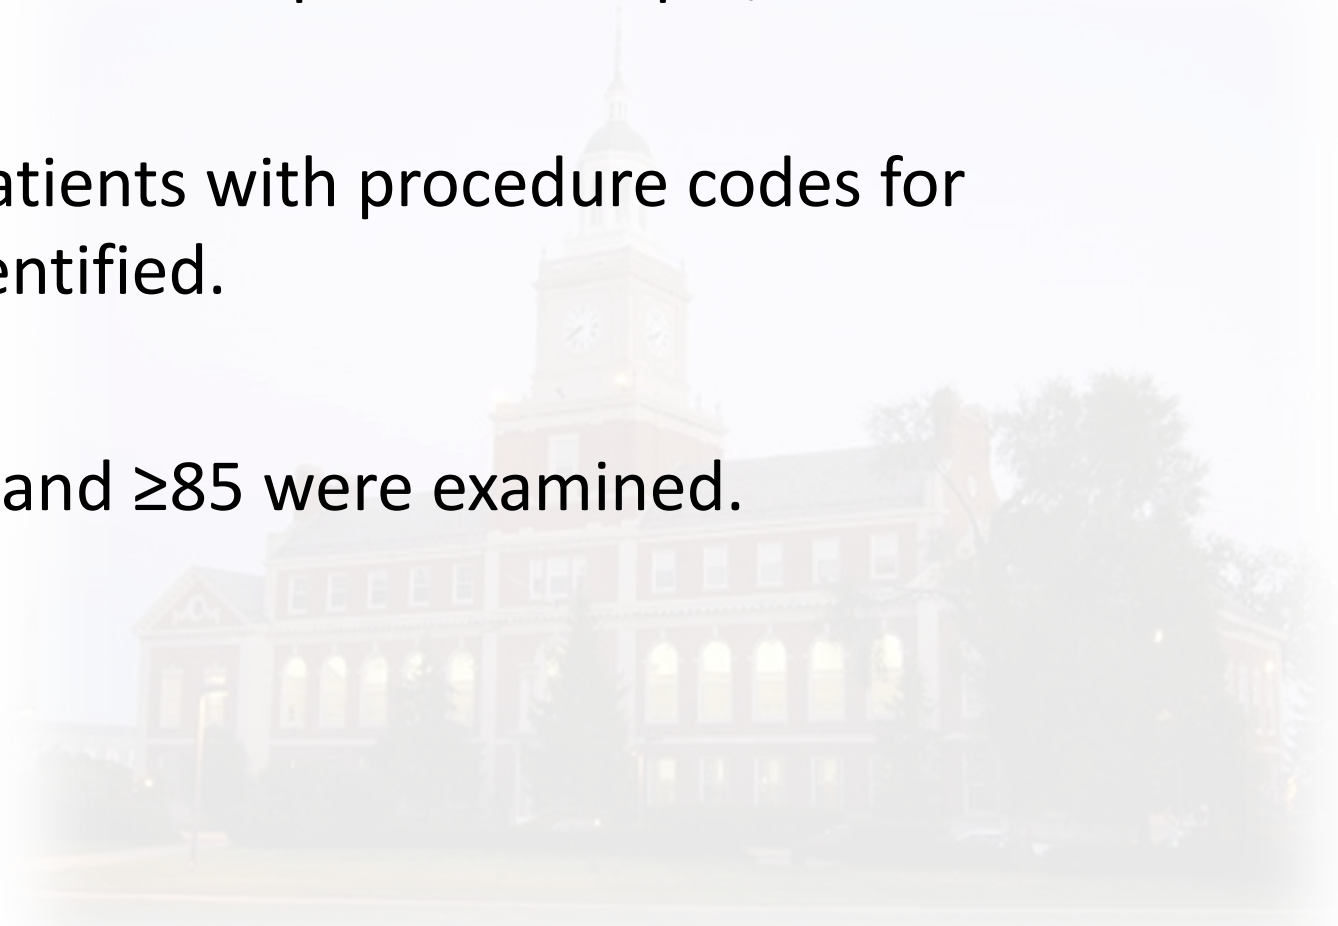 atients with procedure codes for
entified.
and ≥85 were examined.